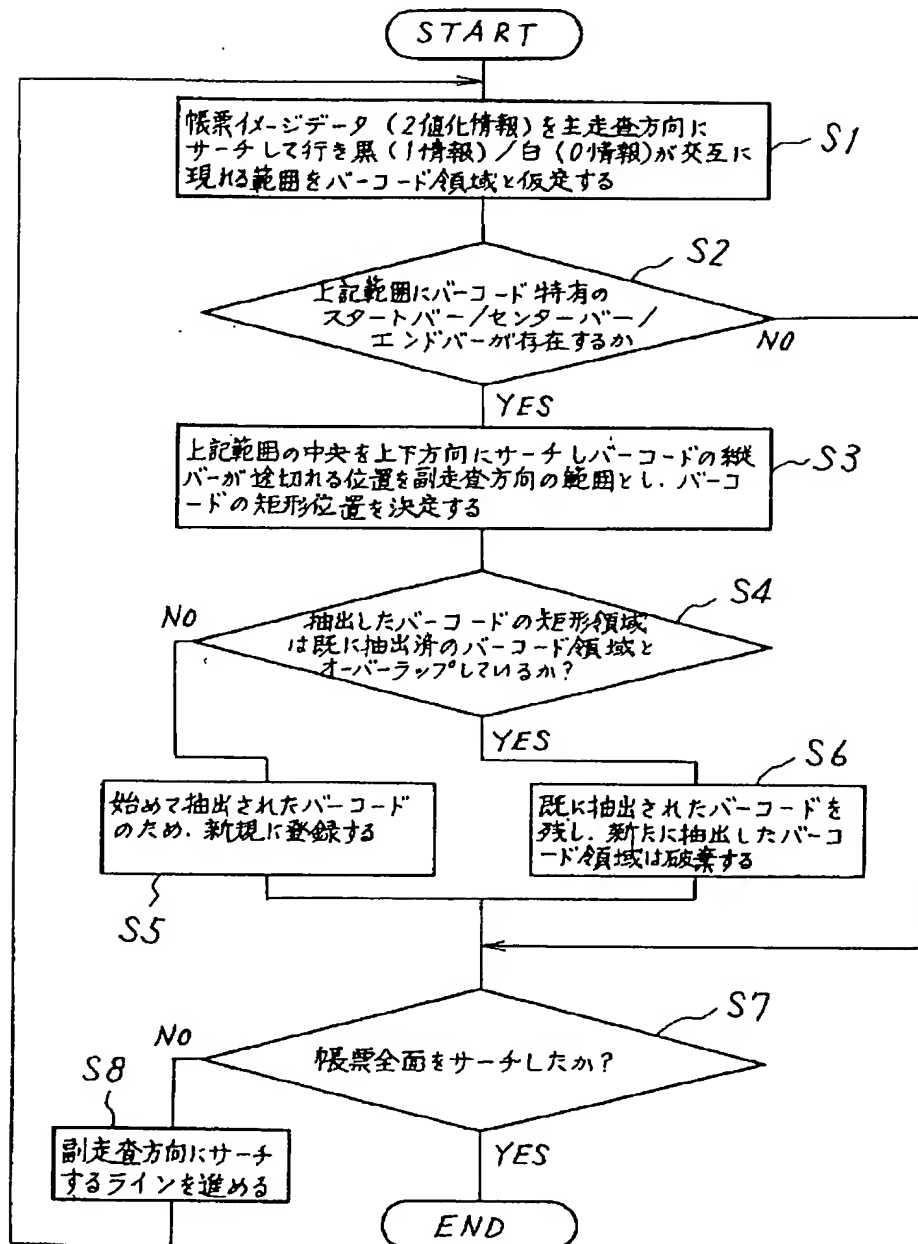 START
帳票イメージデータ(2値化情報)を主走査方向に
サーチして行き黒(1情報)/白(0情報)が交互に
現れる範囲をバーコード領域と仮定する
S1
S2
上記範囲にバーコード特有の
スタートバー/センターバー/
エンドバーが存在するか
NO
YES
上記範囲の中央を上下方向にサーチしバーコードの縦
バーが途切れる位置を副走査方向の範囲とし、バーコ
ードの矩形位置を決定する
S3
S4
NO
抽出したバーコードの矩形領域
は既に抽出済のバーコード領域と
オーバーラップしているか?
YES
S6
始めて抽出されたバーコード
のため、新規に登録する
S5
既に抽出されたバーコードを
残し、新たに抽出したバーコ
ード領域は破棄する
S7
NO
帳票全面をサーチしたか?
S8
副走査方向にサーチ
するラインを進める
YES
END